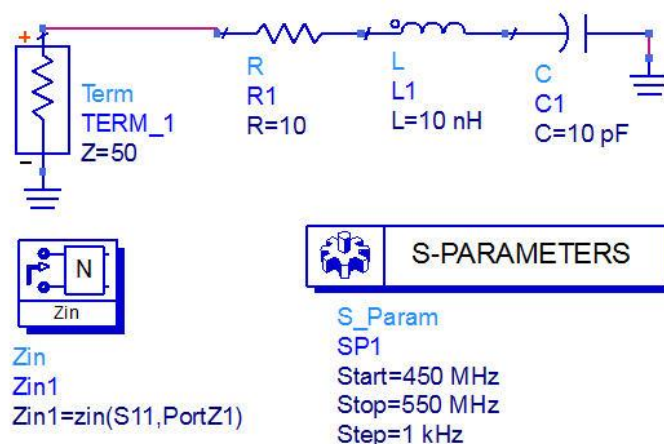 +
Term
TERM_1
Z=50
-
R
R1
R=10
L
L1
L=10 nH
C
C1
C=10 pF
N
Zin
Zin
Zin1
Zin1=zin(S11,PortZ1)
S-PARAMETERS
S_Param
SP1
Start=450 MHz
Stop=550 MHz
Step=1 kHz